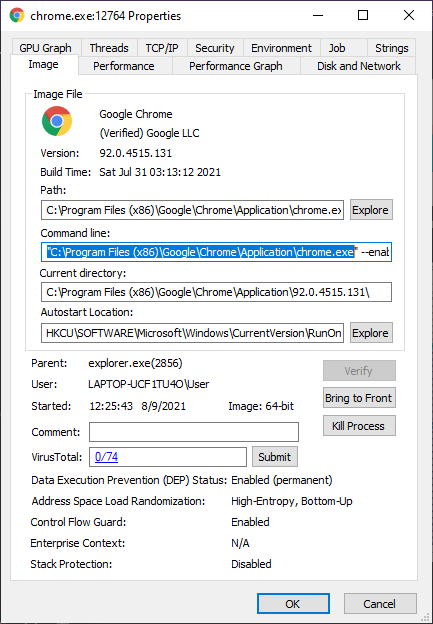 chrome.exe:12764 Properties
GPU Graph Threads TCP/IP Security Environment Job Strings
Image Performance Performance Graph Disk and Network
Image File
Google Chrome
(Verified) Google LLC
Version: 92.0.4515.131
Build Time: Sat Jul 31 03:13:12 2021
Path:
C:\Program Files (x86)\Google\Chrome\Application\chrome.ex Explore
Command line:
"C:\Program Files (x86)\Google\Chrome\Application\chrome.exe" --enab
Current directory:
C:\Program Files (x86)\Google\Chrome\Application\92.0.4515.131\
Autostart Location:
HKCU\SOFTWARE\Microsoft\Windows\CurrentVersion\RunOn Explore
Parent: explorer.exe(2856)
Verify
User: LAPTOP-UCF1TU4O\User
Bring to Front
Started: 12:25:43 8/9/2021 Image: 64-bit
Kill Process
Comment:
VirusTotal: 0/74 Submit
Data Execution Prevention (DEP) Status: Enabled (permanent)
Address Space Load Randomization: High-Entropy, Bottom-Up
Control Flow Guard: Enabled
Enterprise Context: N/A
Stack Protection: Disabled
OK Cancel